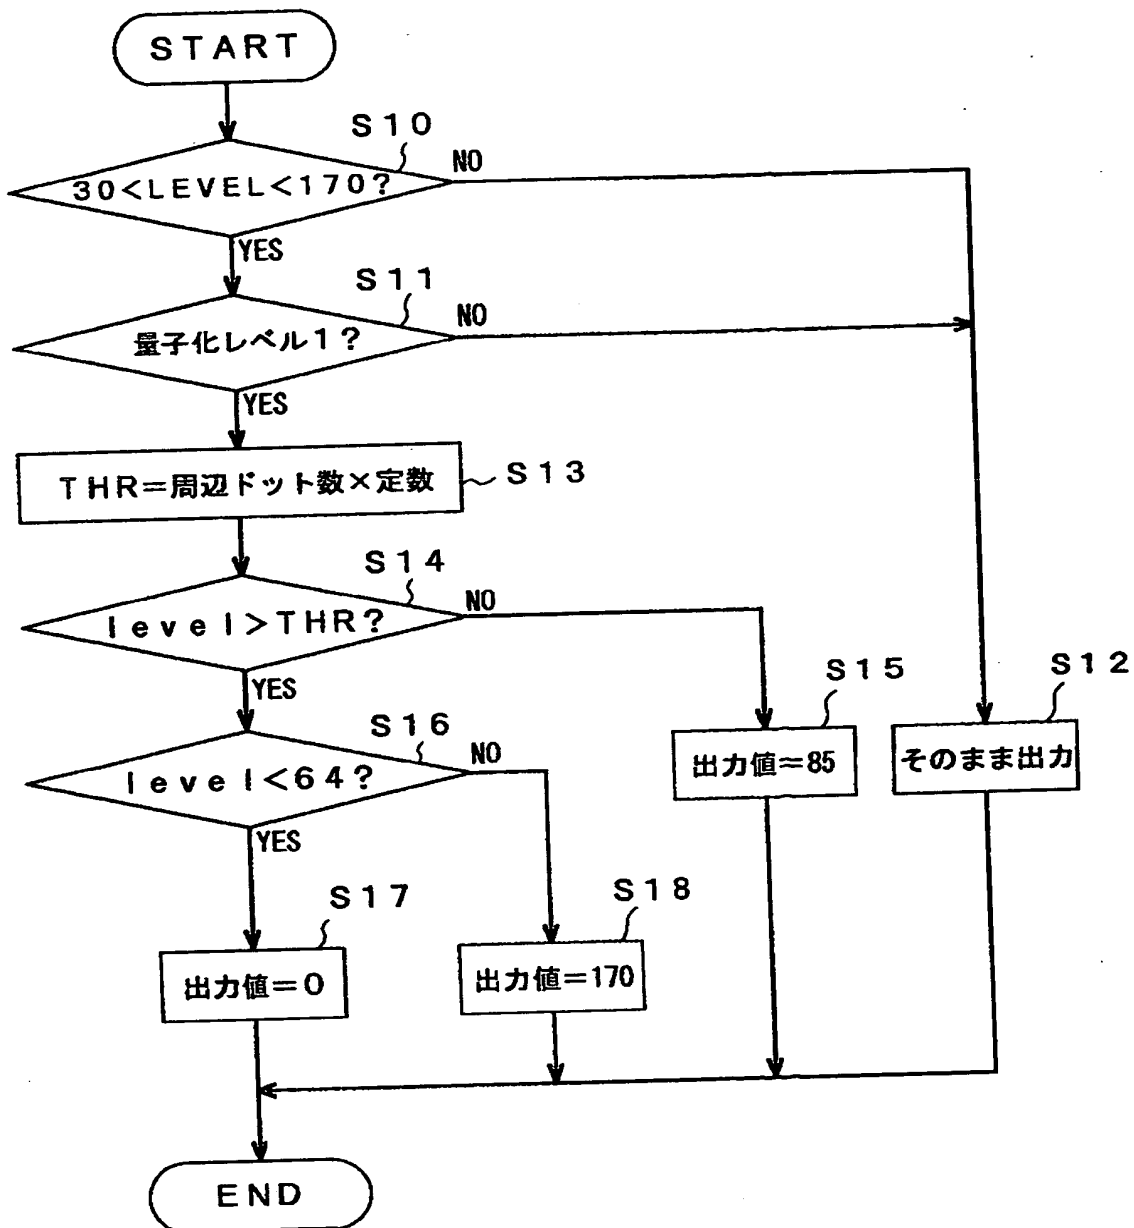 START
S10
30<LEVEL<170?
NO
YES
S11
量子化レベル1?
NO
YES
THR=周辺ドット数×定数
S13
S14
level>THR?
NO
YES
S15
S12
S16
level<64?
NO
出力値=85
そのまま出力
YES
S17
S18
出力値=0
出力値=170
END